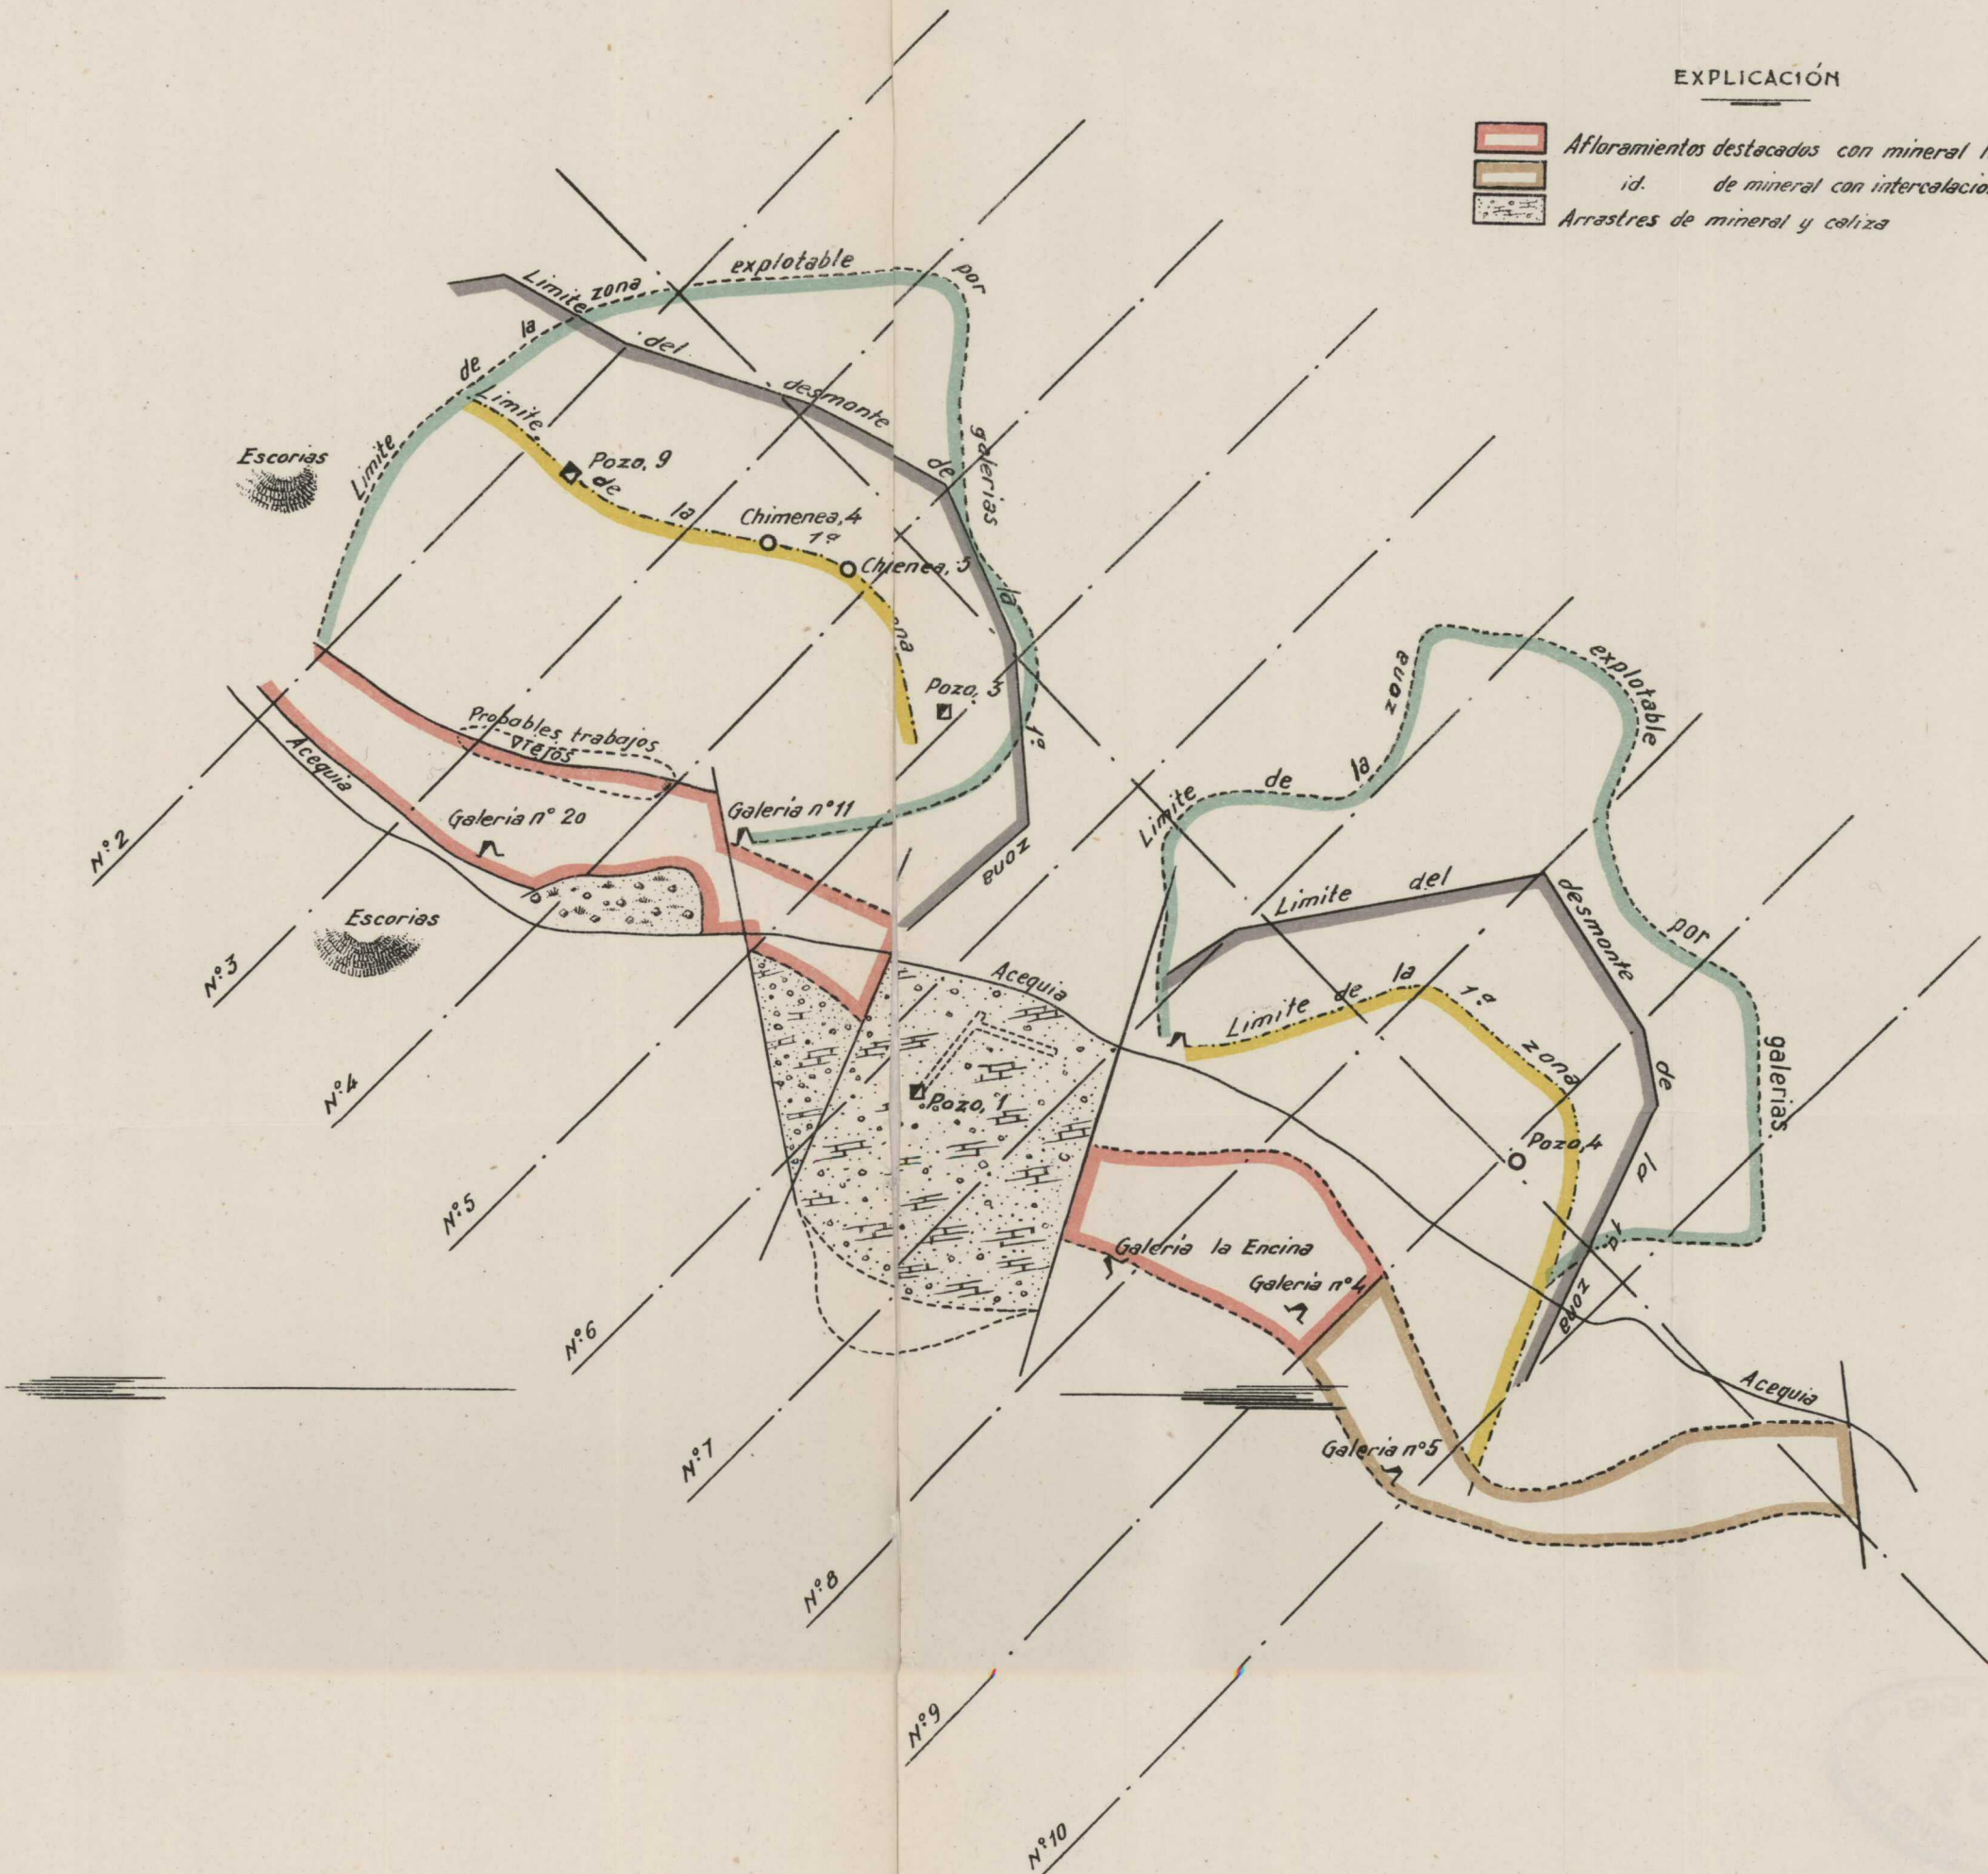 EXPLICACIÓN
Afloramientos destacados con mineral
id. de mineral con
Arrastres de mineral y caliza
Limite de la zona explotable por galerias
Limite del desmonte de la 1ª zona
Limite de la 1ª
na
Escorias
Pozo, 9
Chimenea, 4
Chienea, 5
Pozo, 3
Probables trabajos
viejos
Acequia
Galeria nº 20
Galeria nº 11
Escorias
Acequia
Pozo, 1
Limite de la zona explotable por galerias.
Limite del desmonte de la 1ª zona
Limite de la 1ª zona
Pozo, 4
Galeria la Encina
Galeria nº 4
Galeria nº 5
Acequia
Nº 2
Nº 3
Nº 4
Nº 5
Nº 6
Nº 7
Nº 8
Nº 9
Nº 10